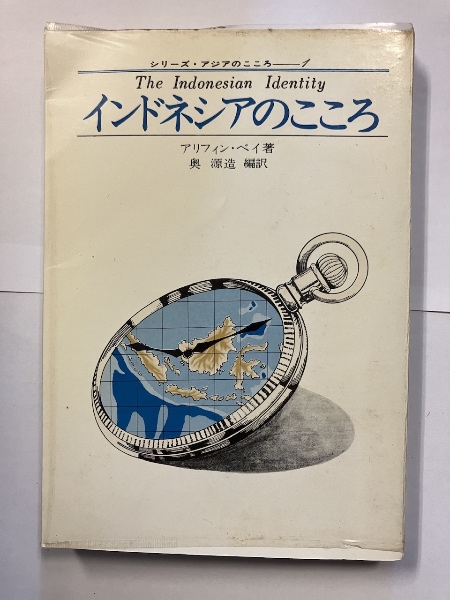 シリーズ・アジアのこころ——1
The Indonesian Identity
インドネシアのこころ
アリフィン・ベイ著
奥 源造 編訳